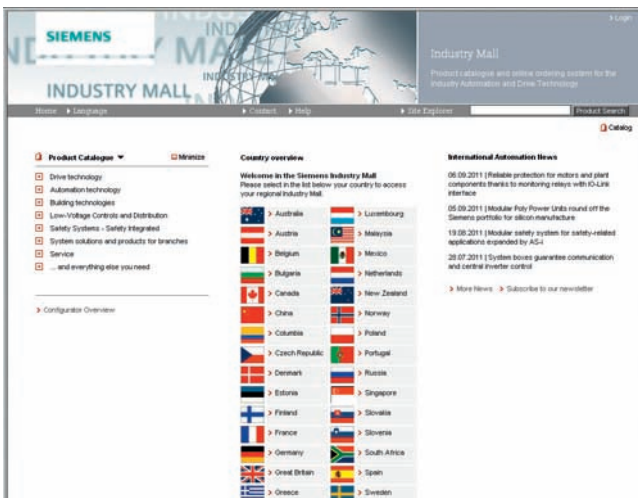 > Login
SIEMENS
INDUSTRY MALL
Industry Mall
Product catalogue and online ordering system for the
Industry Automation and Drive Technology
Home > Language > Contact > Help > Site Explorer Product Search
Catalog
Product Catalogue Minimize
Drive technology
Automation technology
Building technologies
Low-Voltage Controls and Distribution
Safety Systems - Safety Integrated
System solutions and products for branches
Service
... and everything else you need
> Configurator Overview
Country overview
Welcome in the Siemens Industry Mall
Please select in the list below your country to access
your regional Industry Mall.
> Australia > Luxembourg
> Austria > Malaysia
> Belgium > Mexico
> Bulgaria > Netherlands
> Canada > New Zealand
> China > Norway
> Columbia > Poland
> Czech Republic > Portugal
> Denmark > Russia
> Estonia > Singapore
> Finland > Slovakia
> France > Slovenia
> Germany > South Africa
> Great Britain > Spain
> Greece > Sweden
International Automation News
06.09.2011 | Reliable protection for motors and plant
components thanks to monitoring relays with IO-Link
interface
05.09.2011 | Modular Poly Power Units round off the
Siemens portfolio for silicon manufacture
19.08.2011 | Modular safety system for safety-related
applications expanded by AS-i
28.07.2011 | System boxes guarantee communication
and central inverter control
> More News > Subscribe to our newsletter